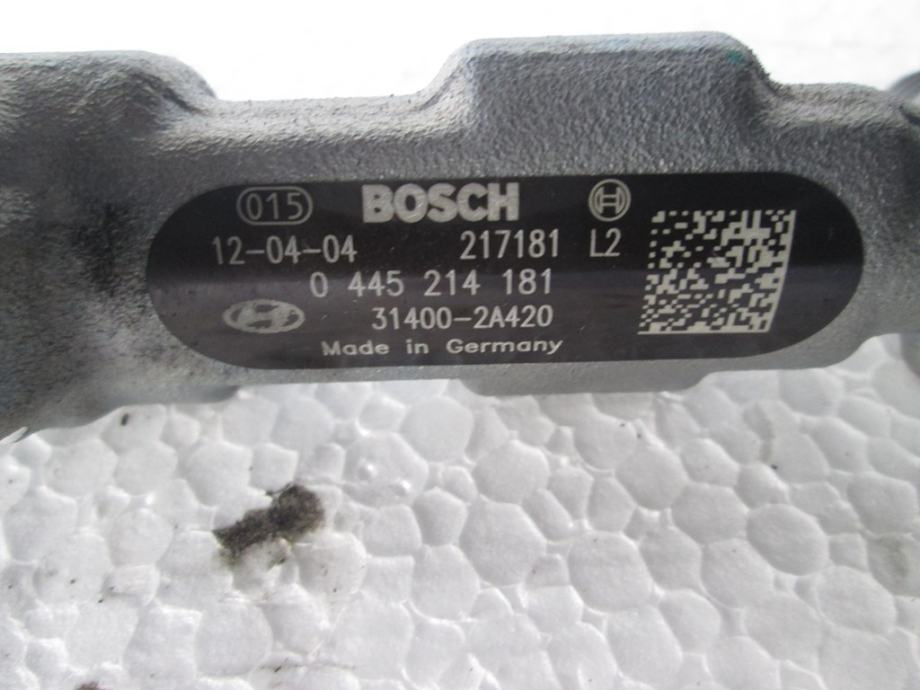 015 BOSCH
12-04-04 217181 L2
0 445 214 181
31400-2A420
Made in Germany